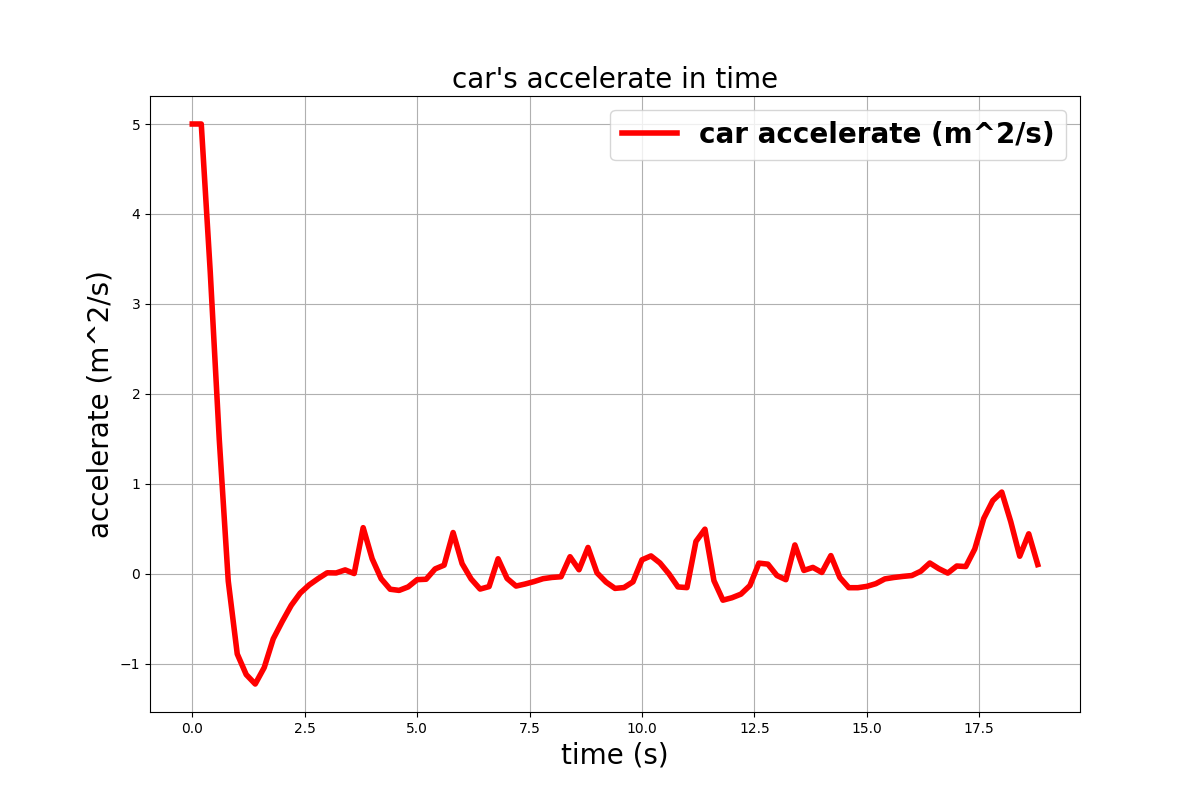 car's accelerate in time
car accelerate (m^2/s)
accelerate (m^2/s)
5
4
3
2
1
0
−1
0.0 2.5 5.0 7.5 10.0 12.5 15.0 17.5
time (s)